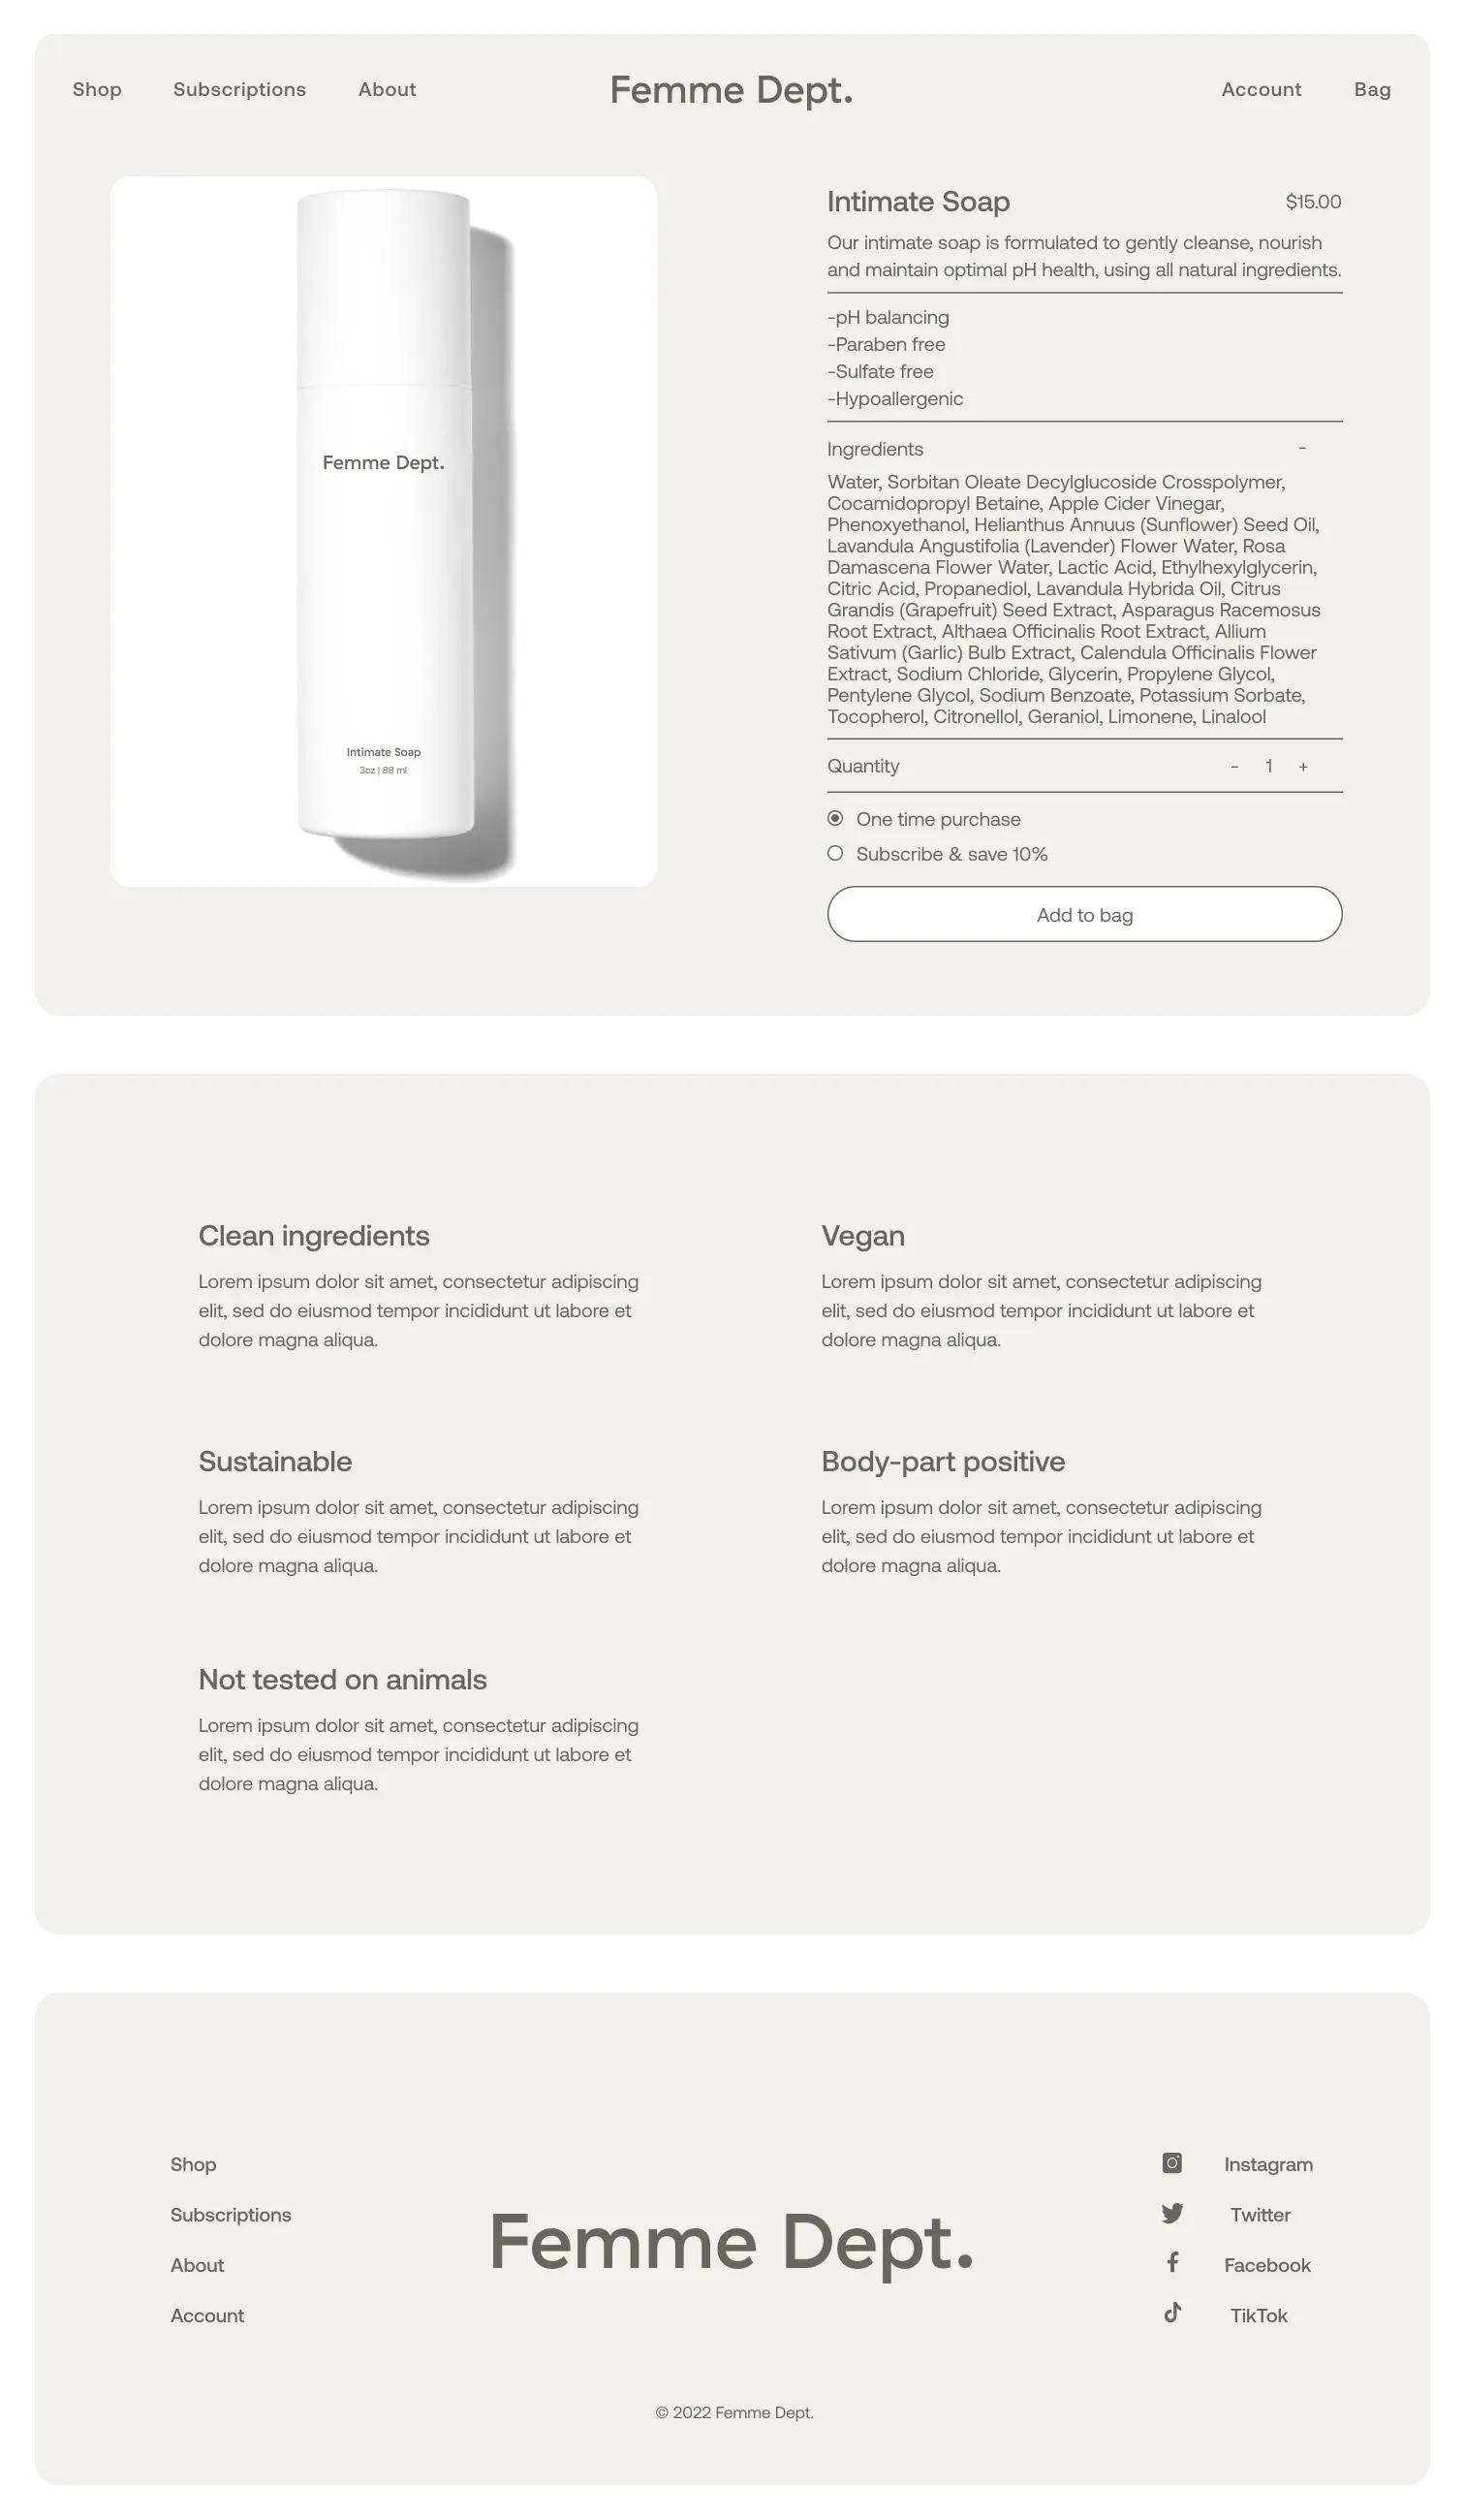 Shop
Subscriptions
About
Femme Dept.
Account
Bag
Femme Dept.
Intimate Soap
3oz | 88 ml
Intimate Soap
$15.00
Our intimate soap is formulated to gently cleanse, nourish
and maintain optimal pH health, using all natural ingredients.
-pH balancing
-Paraben free
-Sulfate free
-Hypoallergenic
Ingredients -
Water, Sorbitan Oleate Decylglucoside Crosspolymer,
Cocamidopropyl Betaine, Apple Cider Vinegar,
Phenoxyethanol, Helianthus Annuus (Sunflower) Seed Oil,
Lavandula Angustifolia (Lavender) Flower Water, Rosa
Damascena Flower Water, Lactic Acid, Ethylhexylglycerin,
Citric Acid, Propanediol, Lavandula Hybrida Oil, Citrus
Grandis (Grapefruit) Seed Extract, Asparagus Racemosus
Root Extract, Althaea Officinalis Root Extract, Allium
Sativum (Garlic) Bulb Extract, Calendula Officinalis Flower
Extract, Sodium Chloride, Glycerin, Propylene Glycol,
Pentylene Glycol, Sodium Benzoate, Potassium Sorbate,
Tocopherol, Citronellol, Geraniol, Limonene, Linalool
Quantity - 1 +
One time purchase
Subscribe & save 10%
Add to bag
Clean ingredients
Lorem ipsum dolor sit amet, consectetur adipiscing
elit, sed do eiusmod tempor incididunt ut labore et
dolore magna aliqua.
Vegan
Lorem ipsum dolor sit amet, consectetur adipiscing
elit, sed do eiusmod tempor incididunt ut labore et
dolore magna aliqua.
Sustainable
Lorem ipsum dolor sit amet, consectetur adipiscing
elit, sed do eiusmod tempor incididunt ut labore et
dolore magna aliqua.
Body-part positive
Lorem ipsum dolor sit amet, consectetur adipiscing
elit, sed do eiusmod tempor incididunt ut labore et
dolore magna aliqua.
Not tested on animals
Lorem ipsum dolor sit amet, consectetur adipiscing
elit, sed do eiusmod tempor incididunt ut labore et
dolore magna aliqua.
Shop
Subscriptions
About
Account
Femme Dept.
Instagram
Twitter
Facebook
TikTok
© 2022 Femme Dept.